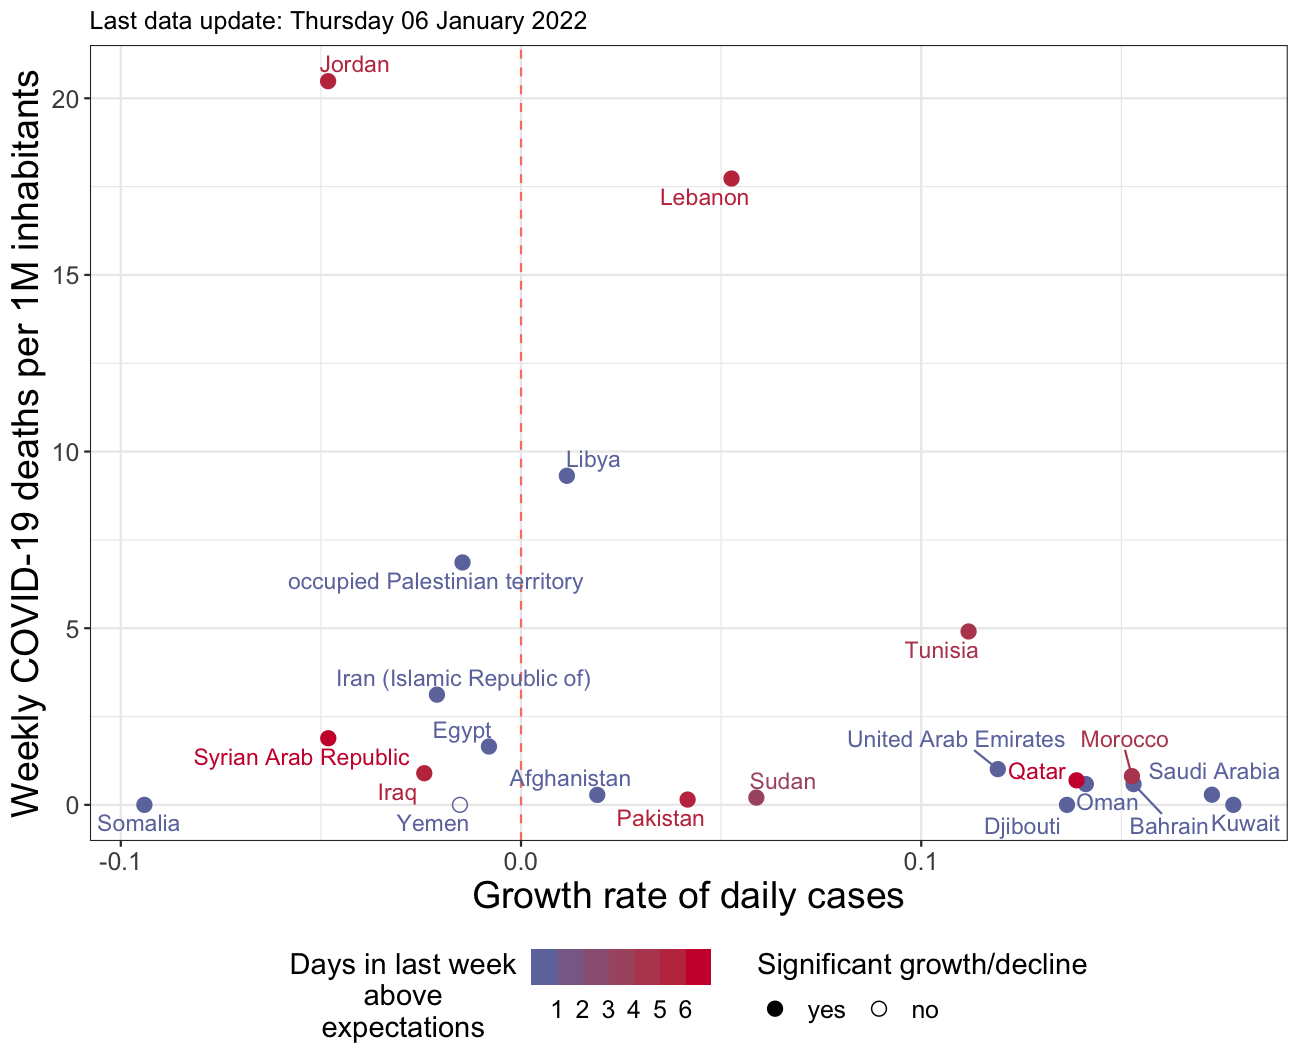 Last data update: Thursday 06 January 2022
Weekly COVID-19 deaths per 1M inhabitants
20
15
10
5
0
Jordan
Lebanon
Libya
occupied Palestinian territory
Tunisia
Iran (Islamic Republic of)
Egypt
Syrian Arab Republic
United Arab Emirates
Morocco
Qatar
Saudi Arabia
Iraq
Afghanistan
Sudan
Oman
Somalia
Yemen
Pakistan
Djibouti
Bahrain
Kuwait
-0.1
0.0
0.1
Growth rate of daily cases
Days in last week
above
expectations
1 2 3 4 5 6
Significant growth/decline
yes
no